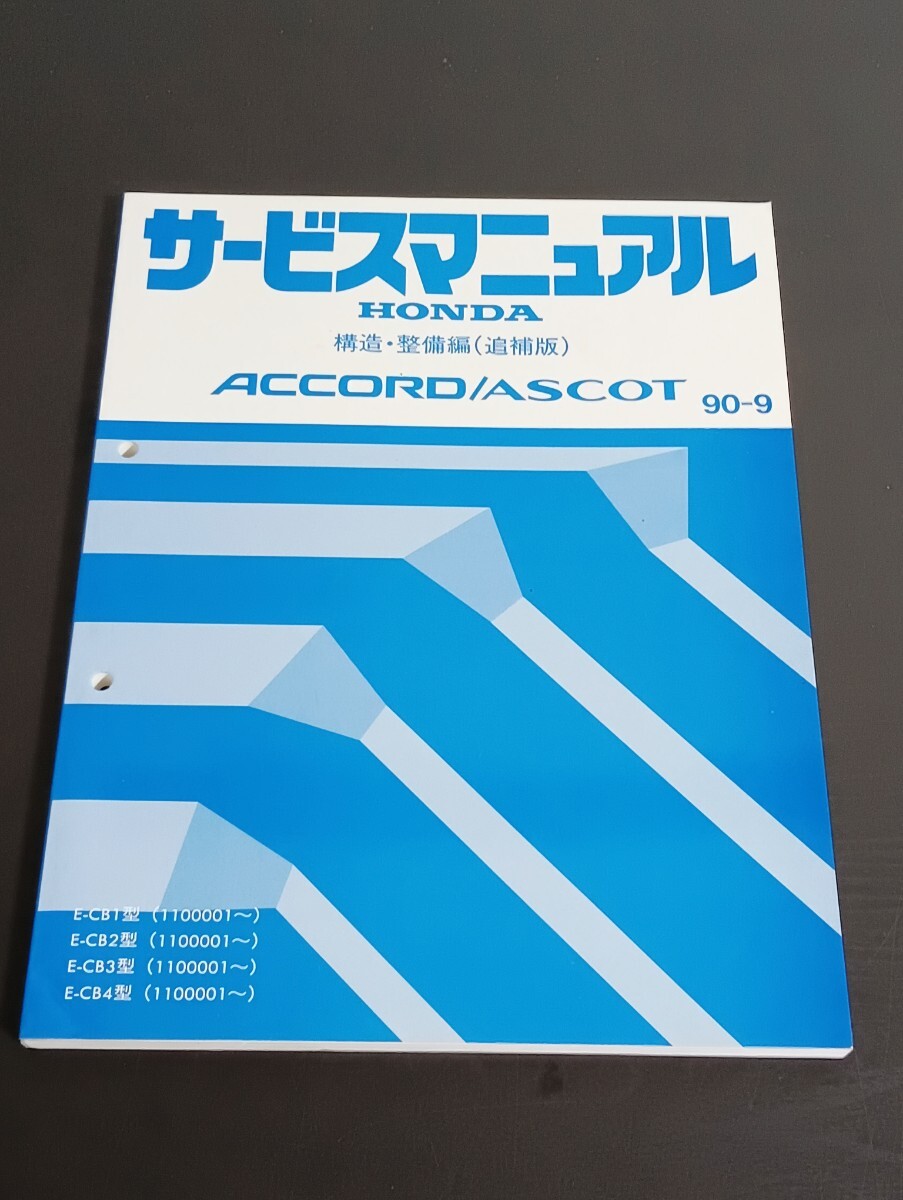 サービスマニュアル
HONDA
構造・整備編(追補版)
ACCORD/ASCOT 90-9
E-CB1型 (1100001~)
E-CB2型 (1100001~)
E-CB3型 (1100001~)
E-CB4型 (1100001~)